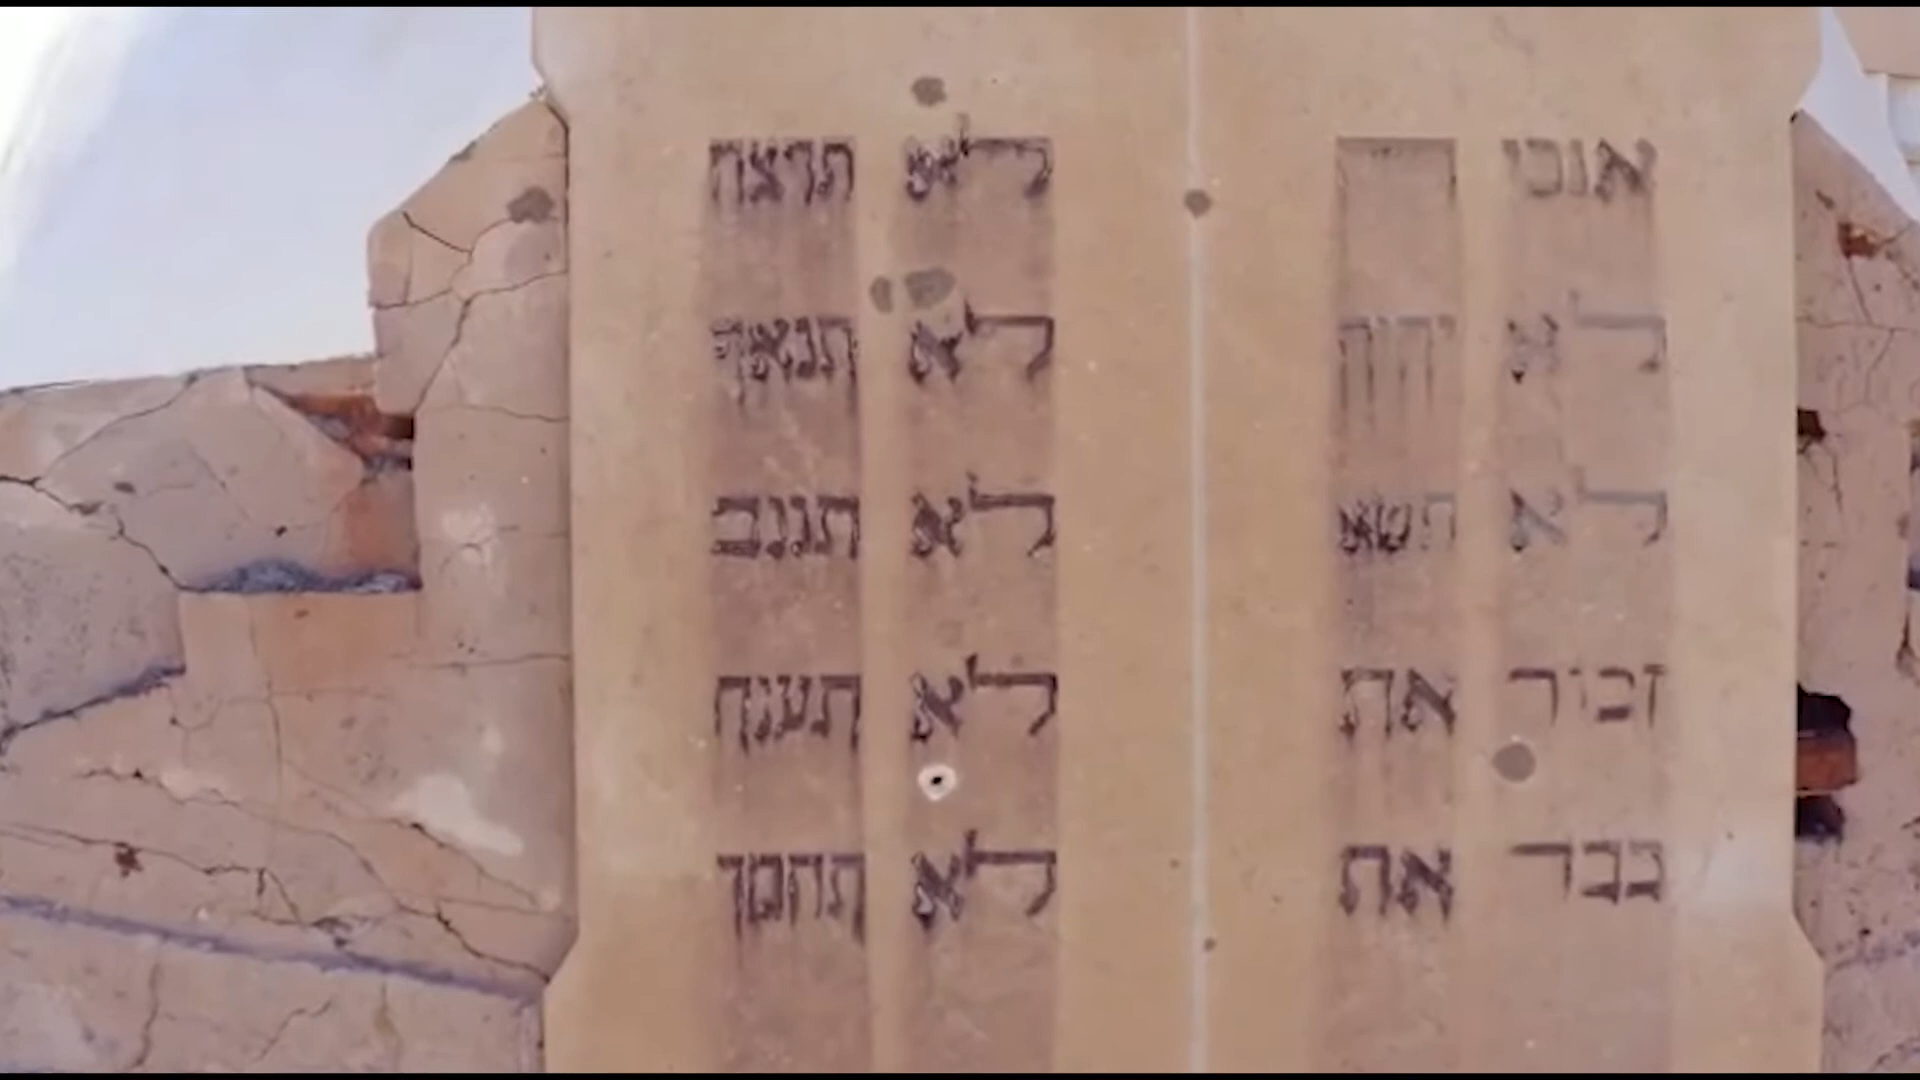 אנכי
לא יהיה
לא תשא
זכור את
כבד את
לא תרצח
לא תנאף
לא תגנב
לא תענה
לא תחמד